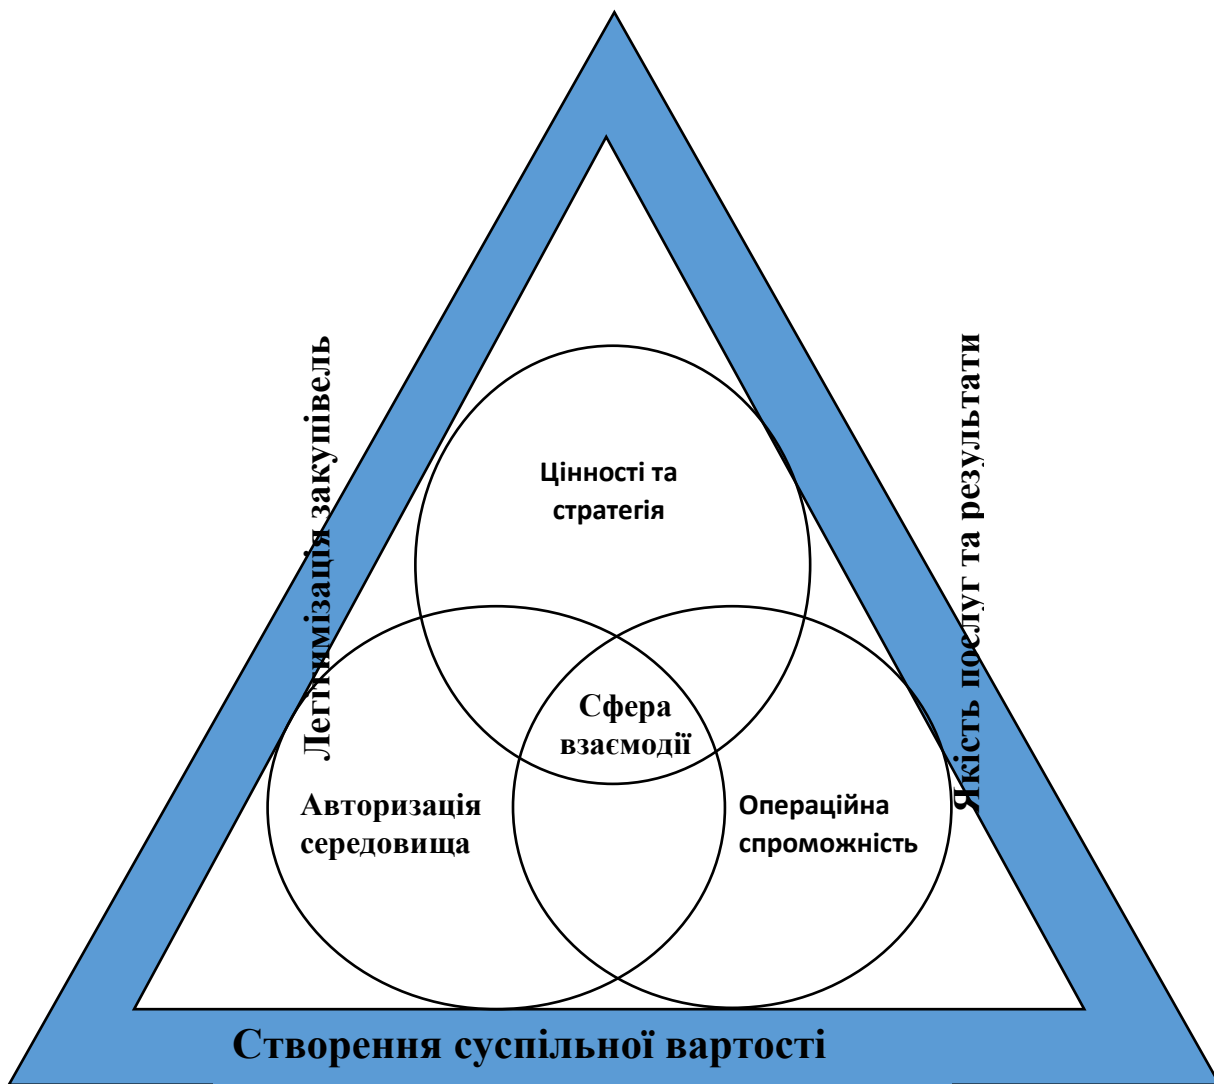 Легітимізація закупівель
Якість послуг та результати
Цінності та
стратегія
Сфера
взаємодії
Авторизація
середовища
Операційна
спроможність
Створення суспільної вартості